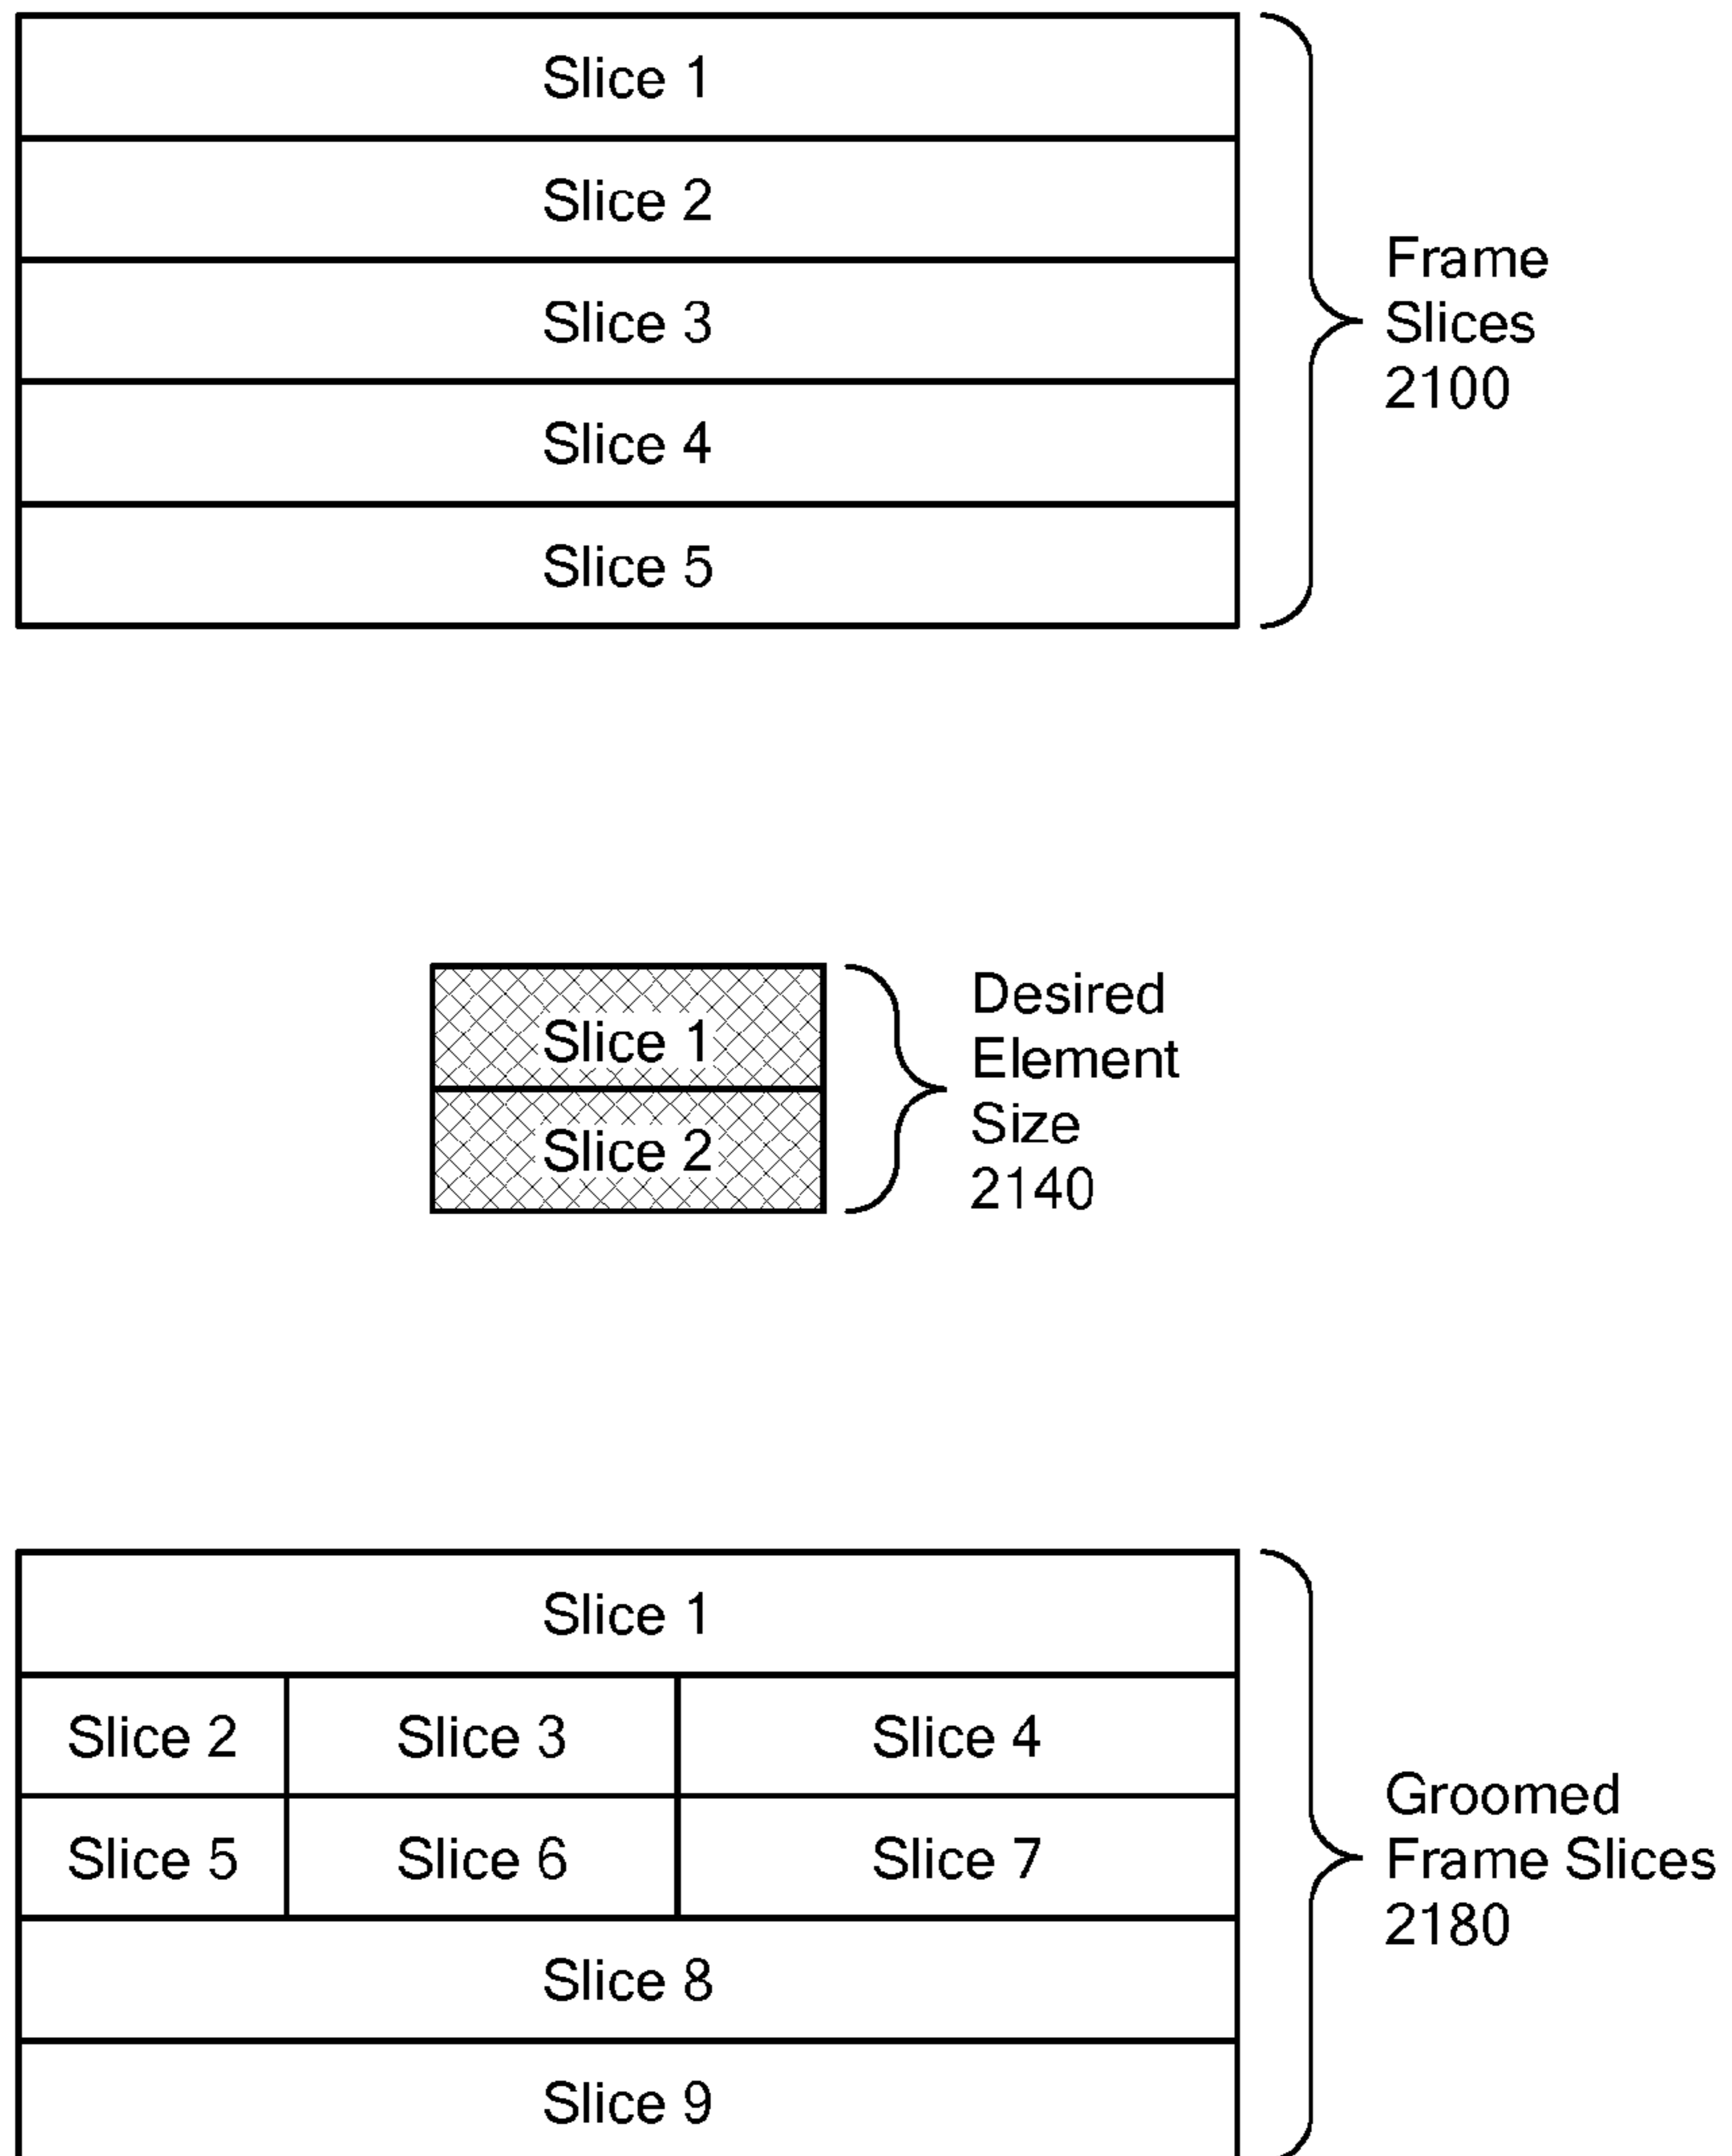 Slice 1
Slice 2
Slice 3
Slice 4
Slice 5
Frame
Slices
2100
Slice 1
Slice 2
Desired
Element
Size
2140
Slice 1
Slice 2 Slice 3 Slice 4
Slice 5 Slice 6 Slice 7
Slice 8
Slice 9
Groomed
Frame Slices
2180